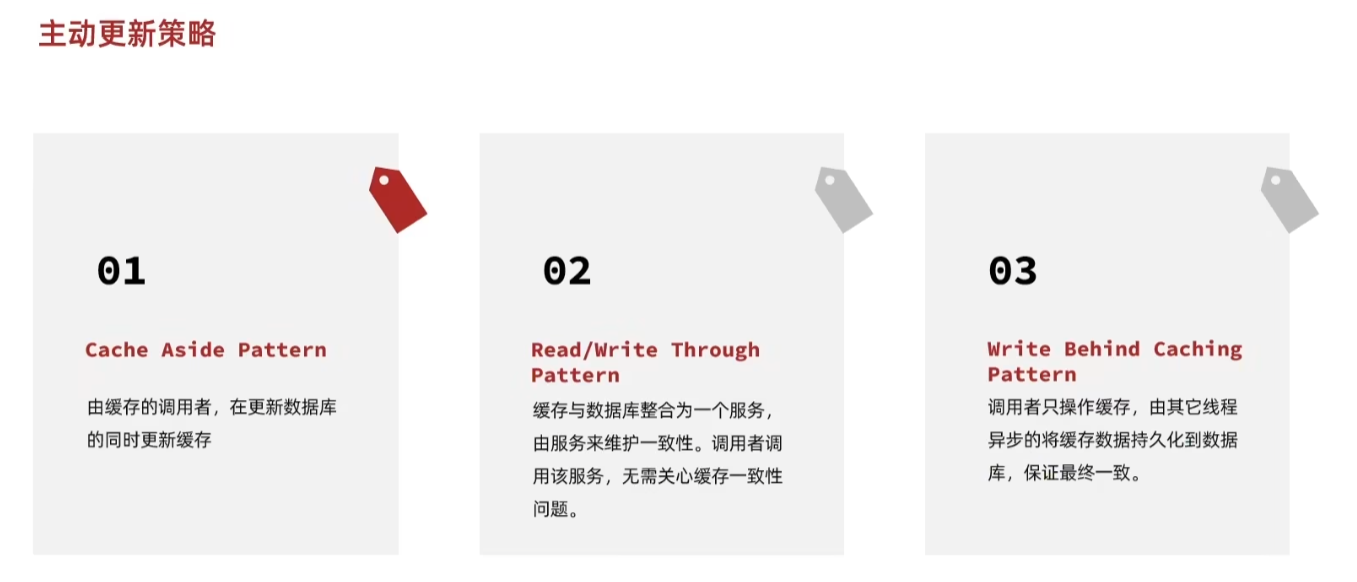 主动更新策略
01
Cache Aside Pattern
由缓存的调用者，在更新数据库
的同时更新缓存
02
Read/Write Through
Pattern
缓存与数据库整合为一个服务，
由服务来维护一致性。调用者调
用该服务，无需关心缓存一致性
问题。
03
Write Behind Caching
Pattern
调用者只操作缓存，由其它线程
异步的将缓存数据持久化到数据
库，保证最终一致。